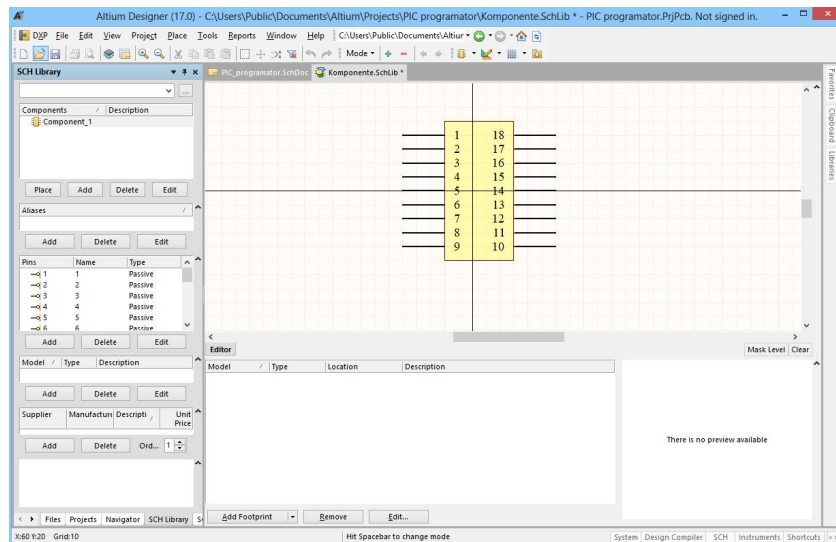 Altium Designer (17.0) - C:\Users\Public\Documents\Altium\Projects\PIC programator\Komponente.SchLib * - PIC programator.PrjPcb. Not signed in.
DXP File Edit View Project Place Tools Reports Window Help C:\Users\Public\Documents\Altiur
Mode
SCH Library
PIC_programator.SchDoc Komponente.SchLib *
...
Components / Description
Component_1
Place Add Delete Edit
Aliases /
Add Delete Edit
Pins Name Type
1 1 Passive
2 2 Passive
3 3 Passive
4 4 Passive
5 5 Passive
6 6 Passive
Add Delete Edit
Model / Type Description
Add Delete Edit
Supplier Manufacture Descripti / Unit Price
Add Delete Ord... 1
Files Projects Navigator SCH Library S
1 18
2 17
3 16
4 15
5 14
6 13
7 12
8 11
9 10
Editor Mask Level Clear
Model / Type Location Description
There is no preview available
Add Footprint Remove Edit...
Favorites
Clipboard
Libraries
X:60 Y:20 Grid:10 Hit Spacebar to change mode System Design Compiler SCH Instruments Shortcuts >>